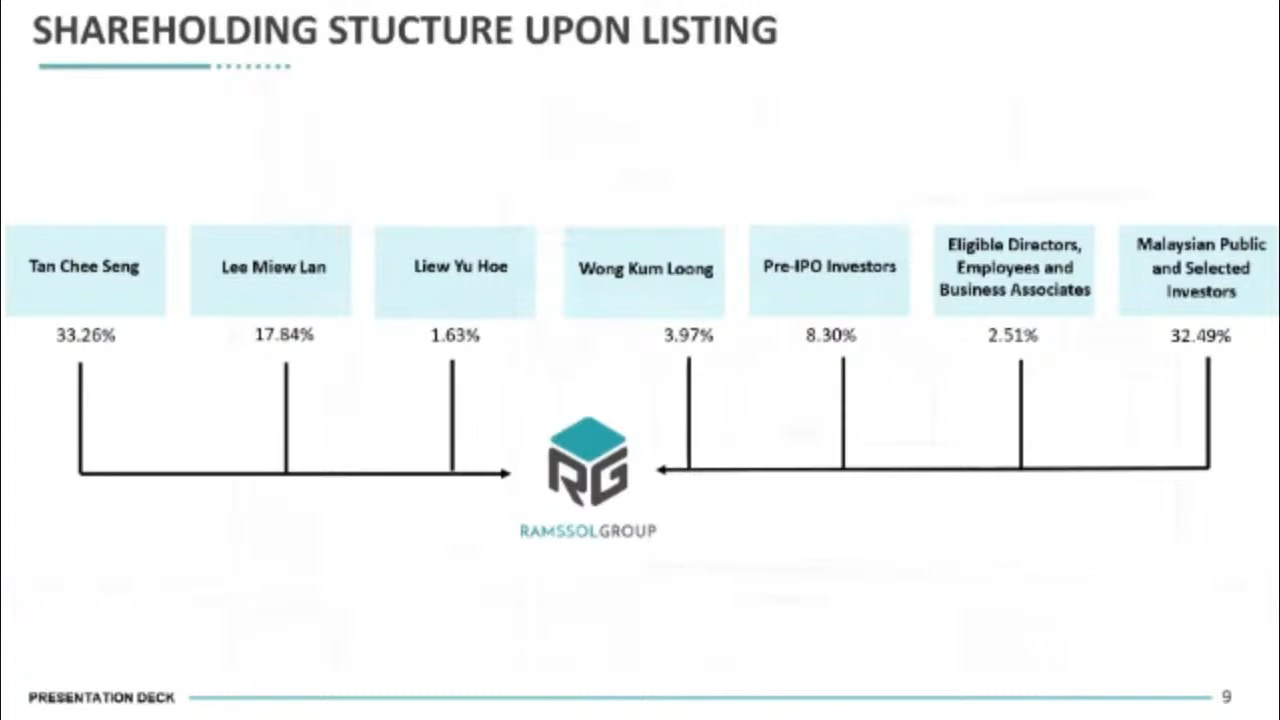 SHAREHOLDING STUCTURE UPON LISTING
Tan Chee Seng
33.26%
Lee Miew Lan
17.84%
Liew Yu Hoe
1.63%
Wong Kum Loong
3.97%
Pre-IPO Investors
8.30%
Eligible Directors,
Employees and
Business Associates
2.51%
Malaysian Public
and Selected
Investors
32.49%
RG
RAMSSOLGROUP
PRESENTATION DECK
9